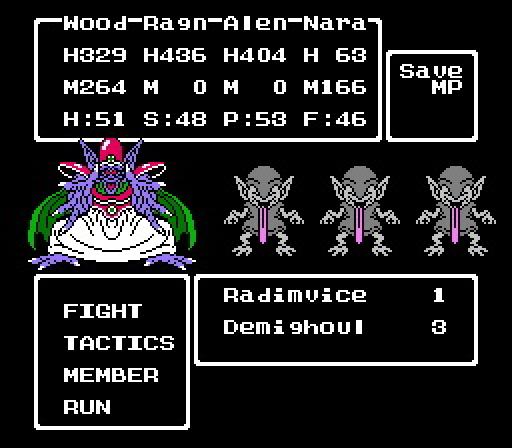 Wood Ragn Alen Nara
H329 H436 H404 H 63
M264 M 0 M 0 M166
H:51 S:48 P:53 F:46
Save
MP
Radimvice 1
Demighoul 3
FIGHT
TACTICS
MEMBER
RUN